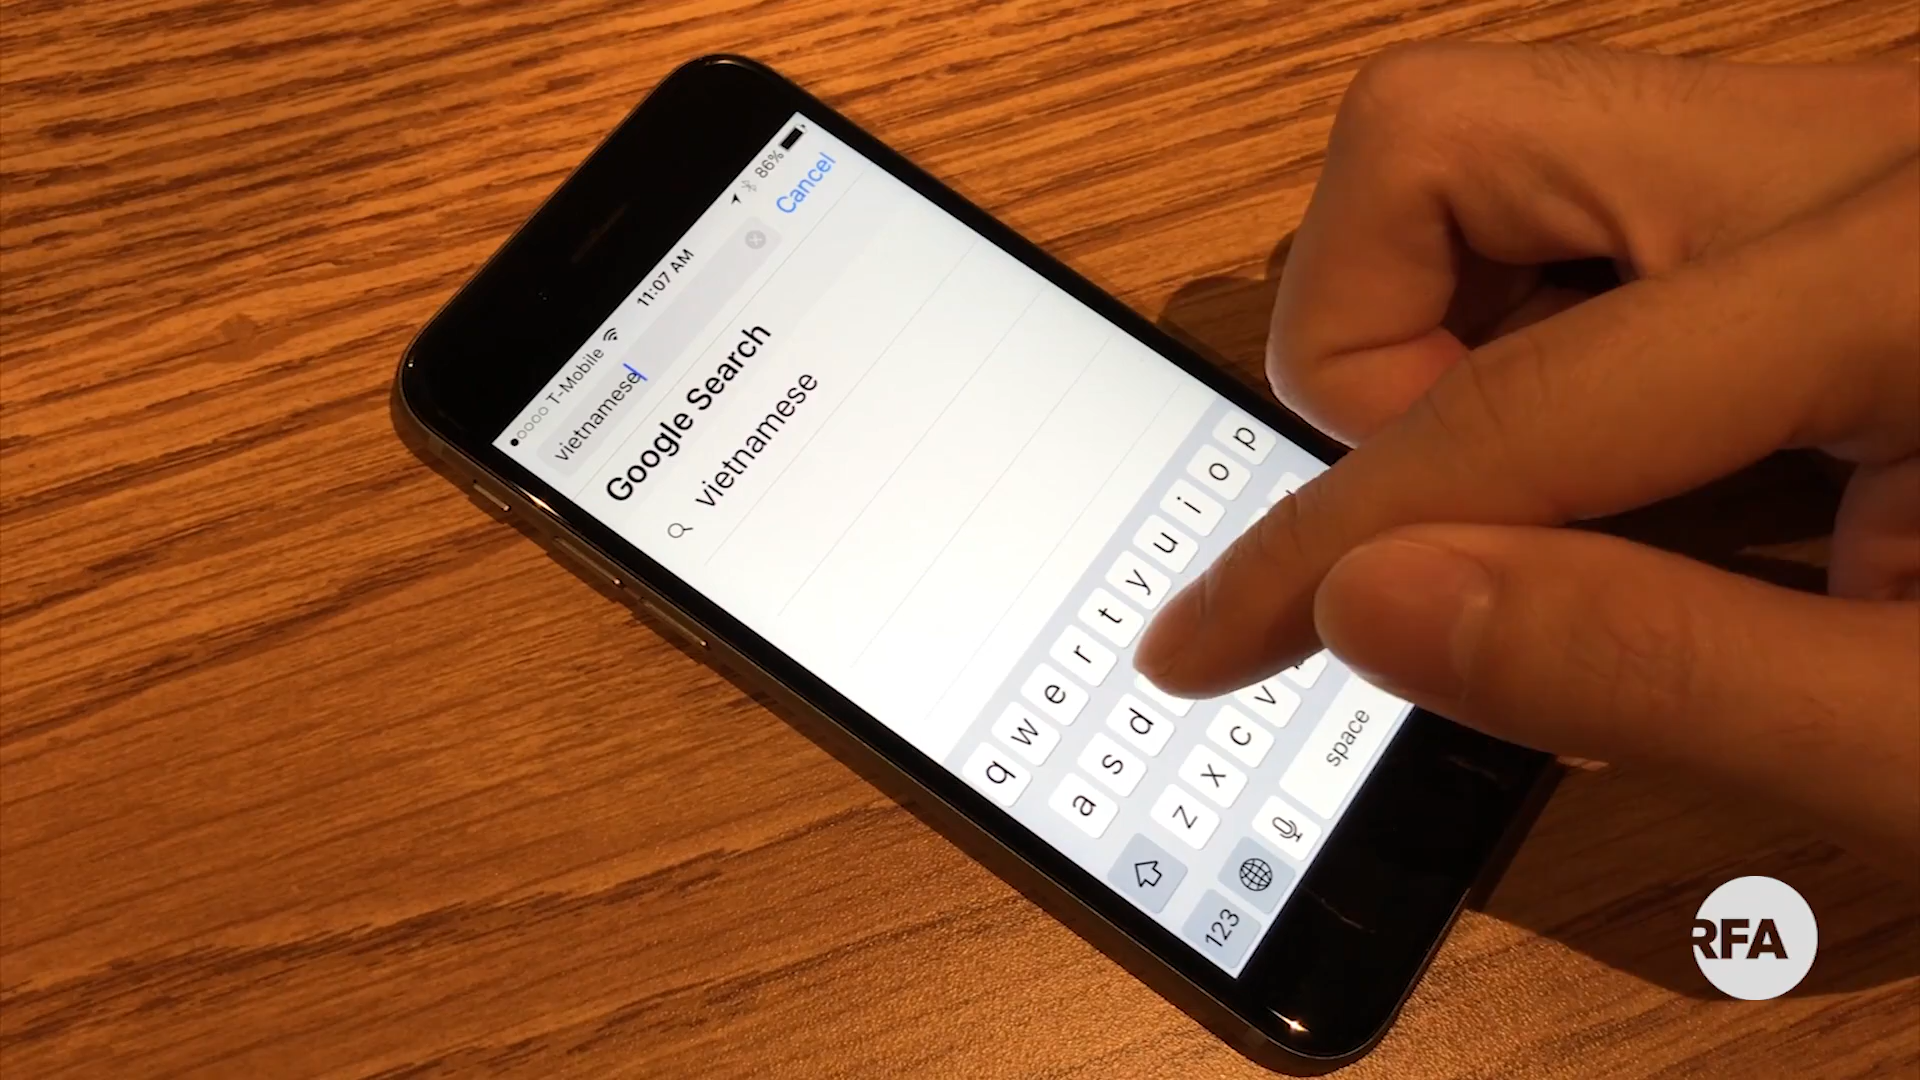 T-Mobile 11:07 AM 86%
vietnamese Cancel
Google Search
vietnamese
q w e r t y u i o p
a s d
z x c v
123 space
RFA